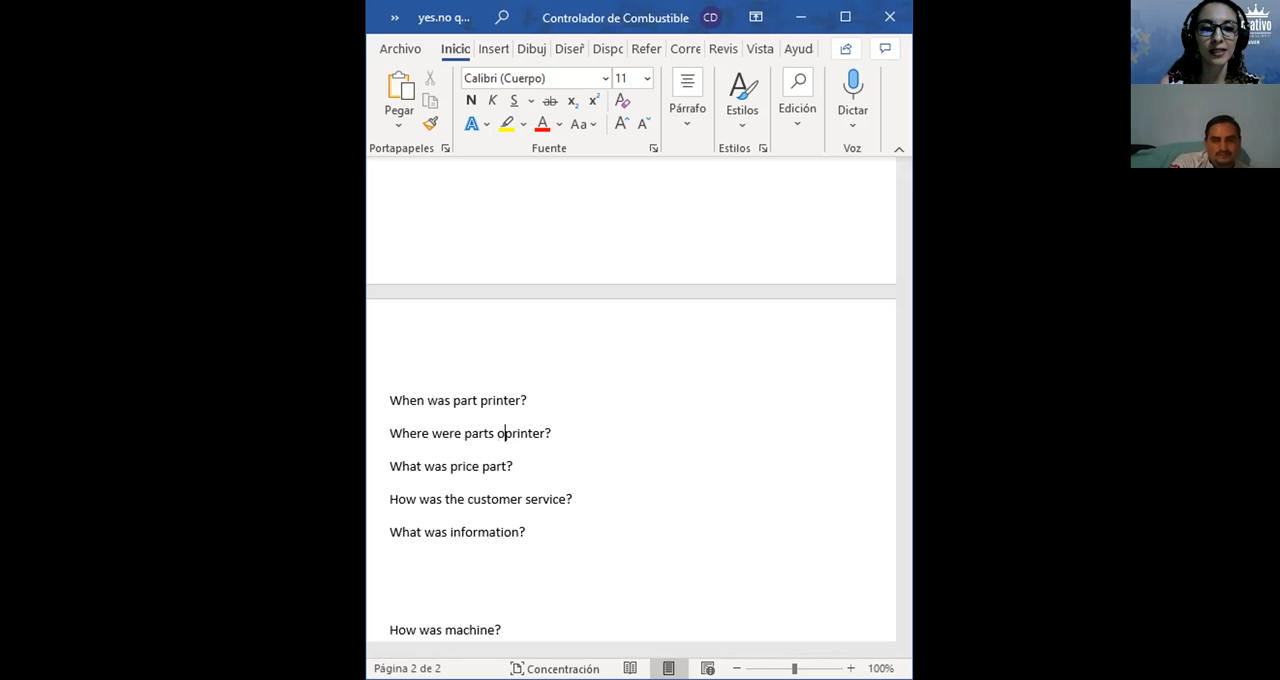 » yes.no q... Controlador de Combustible CD
Archivo Inicic Insert Dibuj Diseñ Dispc Refer Corre Revis Vista Ayud
Calibri (Cuerpo) 11
N K S ab x₂ x²
Pegar Párrafo Estilos Edición Dictar
A A Aa A A
Portapapeles Fuente Estilos Voz
When was part printer?
Where were parts oprinter?
What was price part?
How was the customer service?
What was information?
How was machine?
Página 2 de 2 Concentración 100%